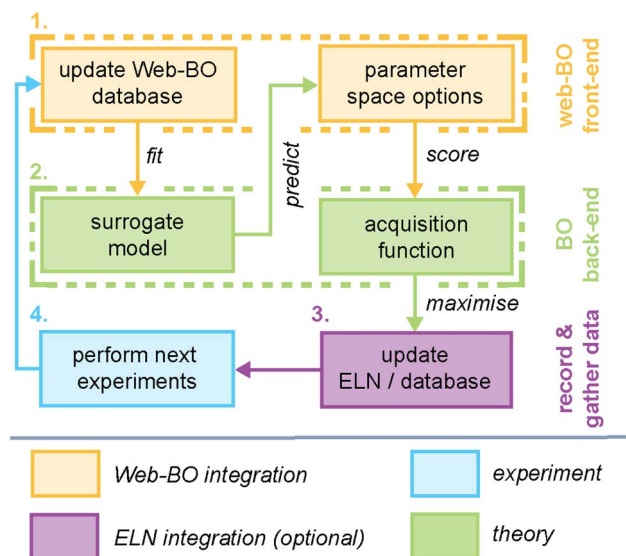 1.
update Web-BO
database
parameter
space options
web-BO
front-end
fit
predict
score
2.
surrogate
model
acquisition
function
BO
back-end
maximise
4.
3.
perform next
experiments
update
ELN / database
record &
gather data
Web-BO integration
experiment
ELN integration (optional)
theory